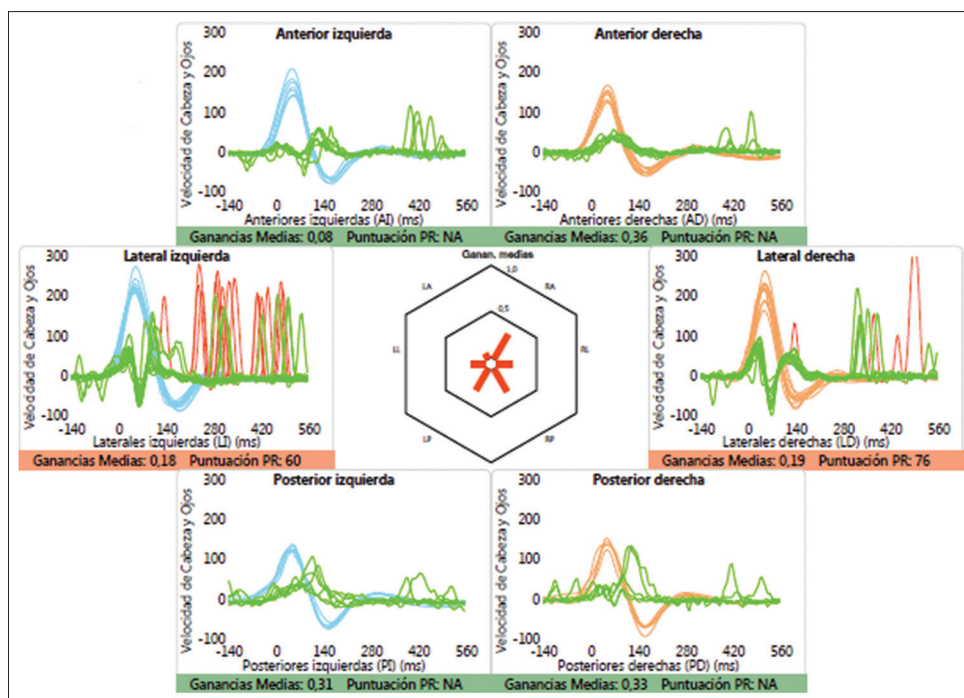 Anterior izquierda
Velocidad de Cabeza y Ojos
300
200
100
0
-100
-140 0 140 280 420 560
Anteriores izquierdas (AI) (ms)
Ganancias Medias: 0,08 Puntuación PR: NA
Anterior derecha
Velocidad de Cabeza y Ojos
300
200
100
0
-100
-140 0 140 280 420 560
Anteriores derechas (AD) (ms)
Ganancias Medias: 0,36 Puntuación PR: NA
Lateral izquierda
Velocidad de Cabeza y Ojos
300
200
100
0
-100
-140 0 140 280 420 560
Laterales izquierdas (LI) (ms)
Ganancias Medias: 0,18 Puntuación PR: 60
Ganan. medias
1,0
LA RA
0,5
LL RL
LP RP
Lateral derecha
Velocidad de Cabeza y Ojos
300
200
100
0
-100
-140 0 140 280 420 560
Laterales derechas (LD) (ms)
Ganancias Medias: 0,19 Puntuación PR: 76
Posterior izquierda
Velocidad de Cabeza y Ojos
300
200
100
0
-100
-140 0 140 280 420 560
Posteriores izquierdas (PI) (ms)
Ganancias Medias: 0,31 Puntuación PR: NA
Posterior derecha
Velocidad de Cabeza y Ojos
300
200
100
0
-100
-140 0 140 280 420 560
Posteriores derechas (PD) (ms)
Ganancias Medias: 0,33 Puntuación PR: NA